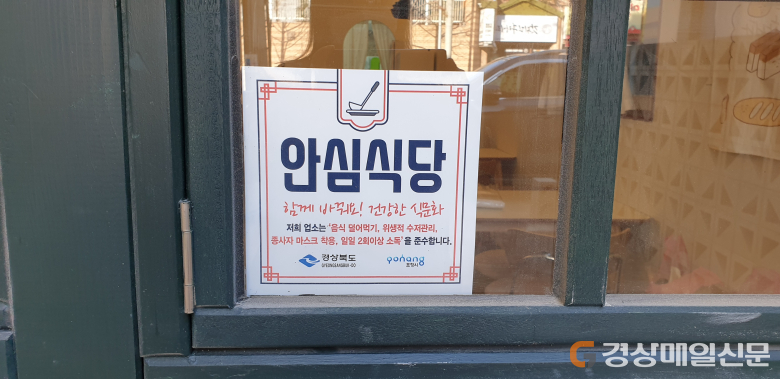 안심식당
함께 바꿔요! 건강한 식문화
저희 업소는 '음식 덜어먹기, 위생적 수저관리,
종사자 마스크 착용, 일일 2회이상 소독'을 준수합니다.
경상북도
GYEONGSANGBUK-DO
포항시
경상매일신문